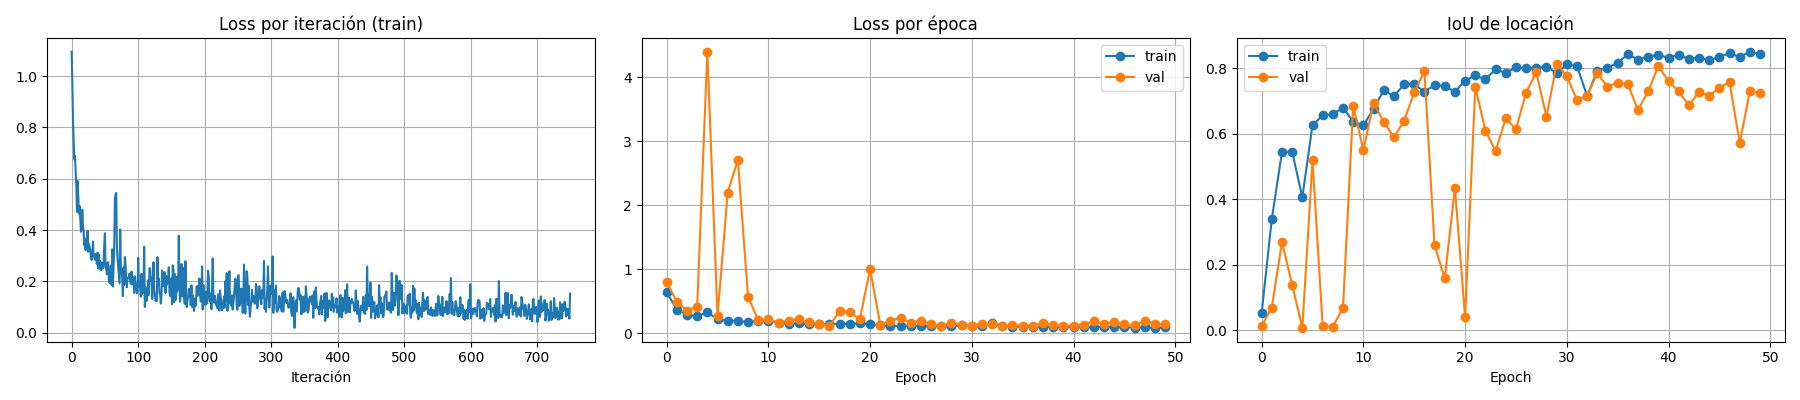 Loss por iteración (train)
1.0
0.8
0.6
0.4
0.2
0.0
0 100 200 300 400 500 600 700
Iteración
Loss por época
train
val
4
3
2
1
0
0 10 20 30 40 50
Epoch
IoU de locación
train
val
0.8
0.6
0.4
0.2
0.0
0 10 20 30 40 50
Epoch